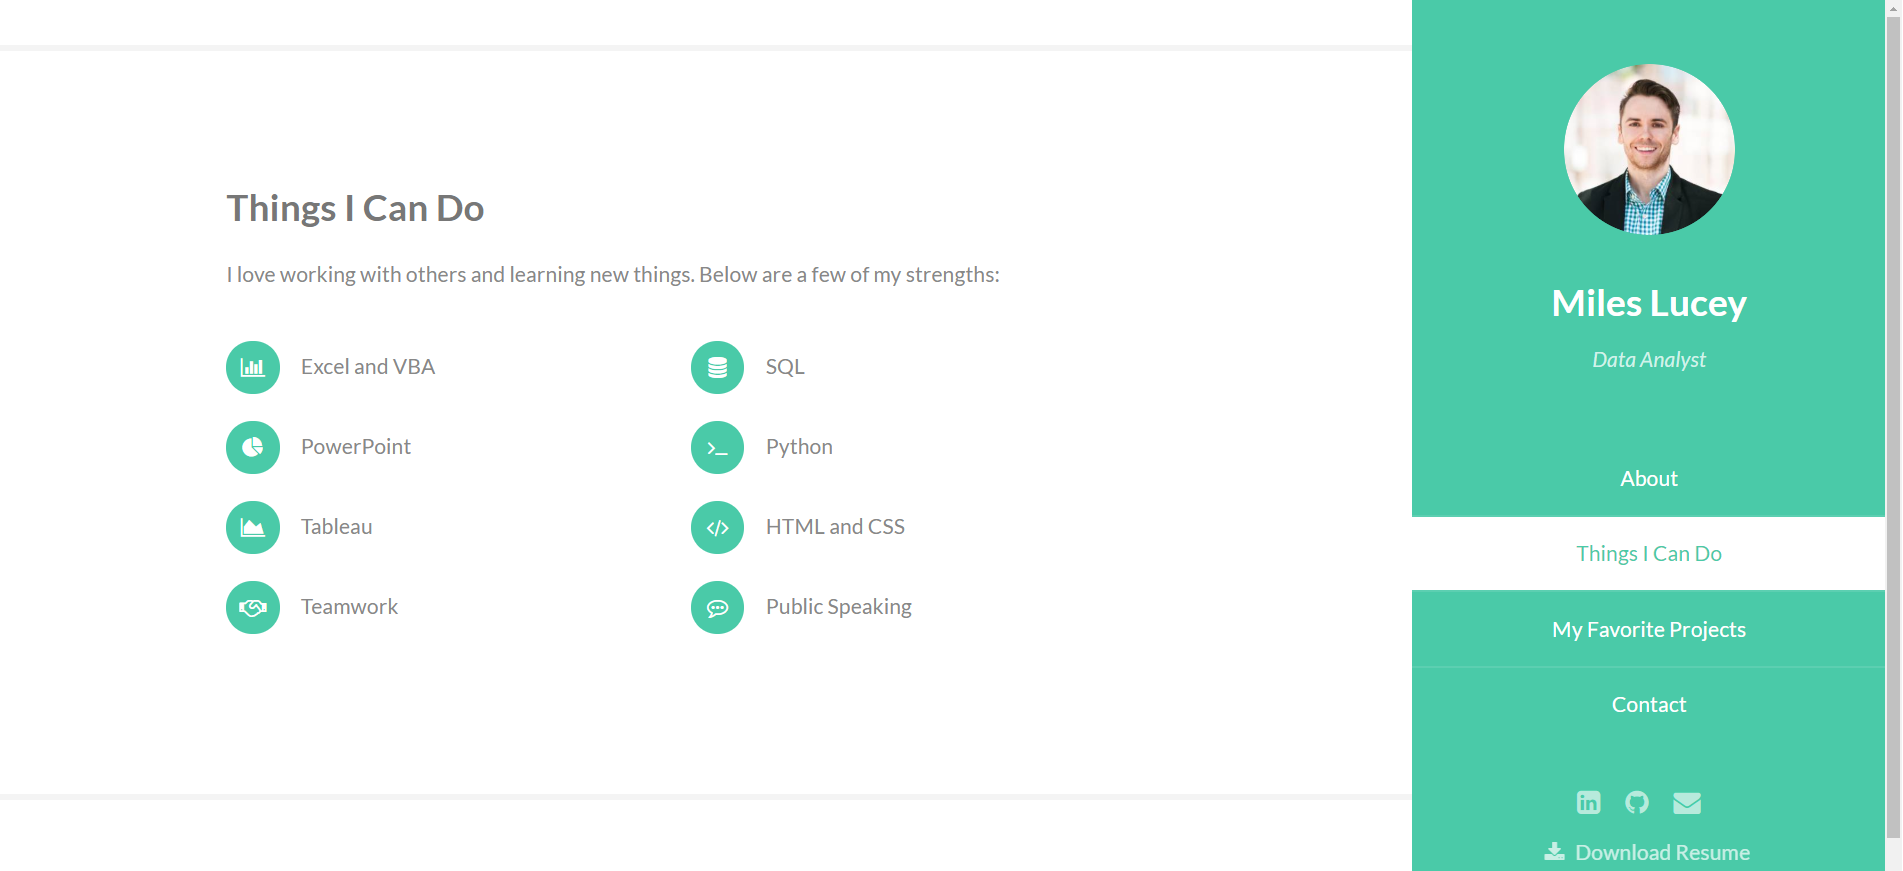 Things I Can Do
I love working with others and learning new things. Below are a few of my strengths:
Excel and VBA
SQL
PowerPoint
Python
Tableau
HTML and CSS
Teamwork
Public Speaking
Miles Lucey
Data Analyst
About
Things I Can Do
My Favorite Projects
Contact
Download Resume